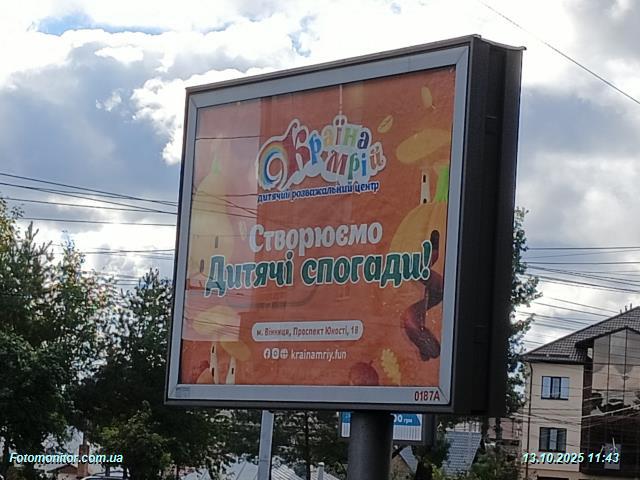 Країна
мрій
дитячий розважальний центр
Створюємо
Дитячі спогади!
м. Вінниця, Проспект Юності, 18
krainamriy.fun
0187A
Fotomonitor.com.ua
13.10.2025 11:43